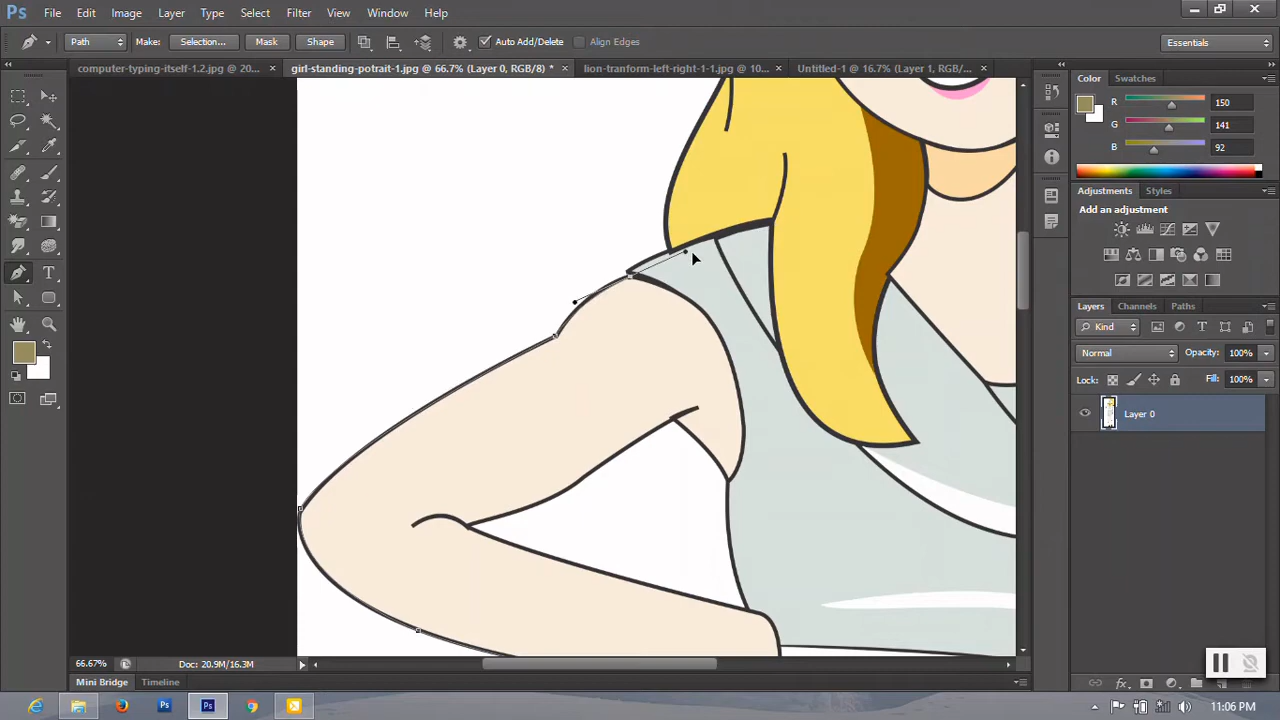 Ps File Edit Image Layer Type Select Filter View Window Help
Path Make: Selection... Mask Shape Auto Add/Delete Align Edges Essentials
computer-typing-itself-1.2.jpg @ 20... × girl-standing-potrait-1.jpg @ 66.7% (Layer 0, RGB/8) * × lion-tranform-left-right-1-1.jpg @ 10... × Untitled-1 @ 16.7% (Layer 1, RGB/... ×
Color Swatches
R 150
G 141
B 92
Adjustments Styles
Add an adjustment
Layers Channels Paths
Kind
Normal Opacity: 100%
Lock: Fill: 100%
Layer 0
66.67% Doc: 20.9M/16.3M
Mini Bridge Timeline
11:06 PM